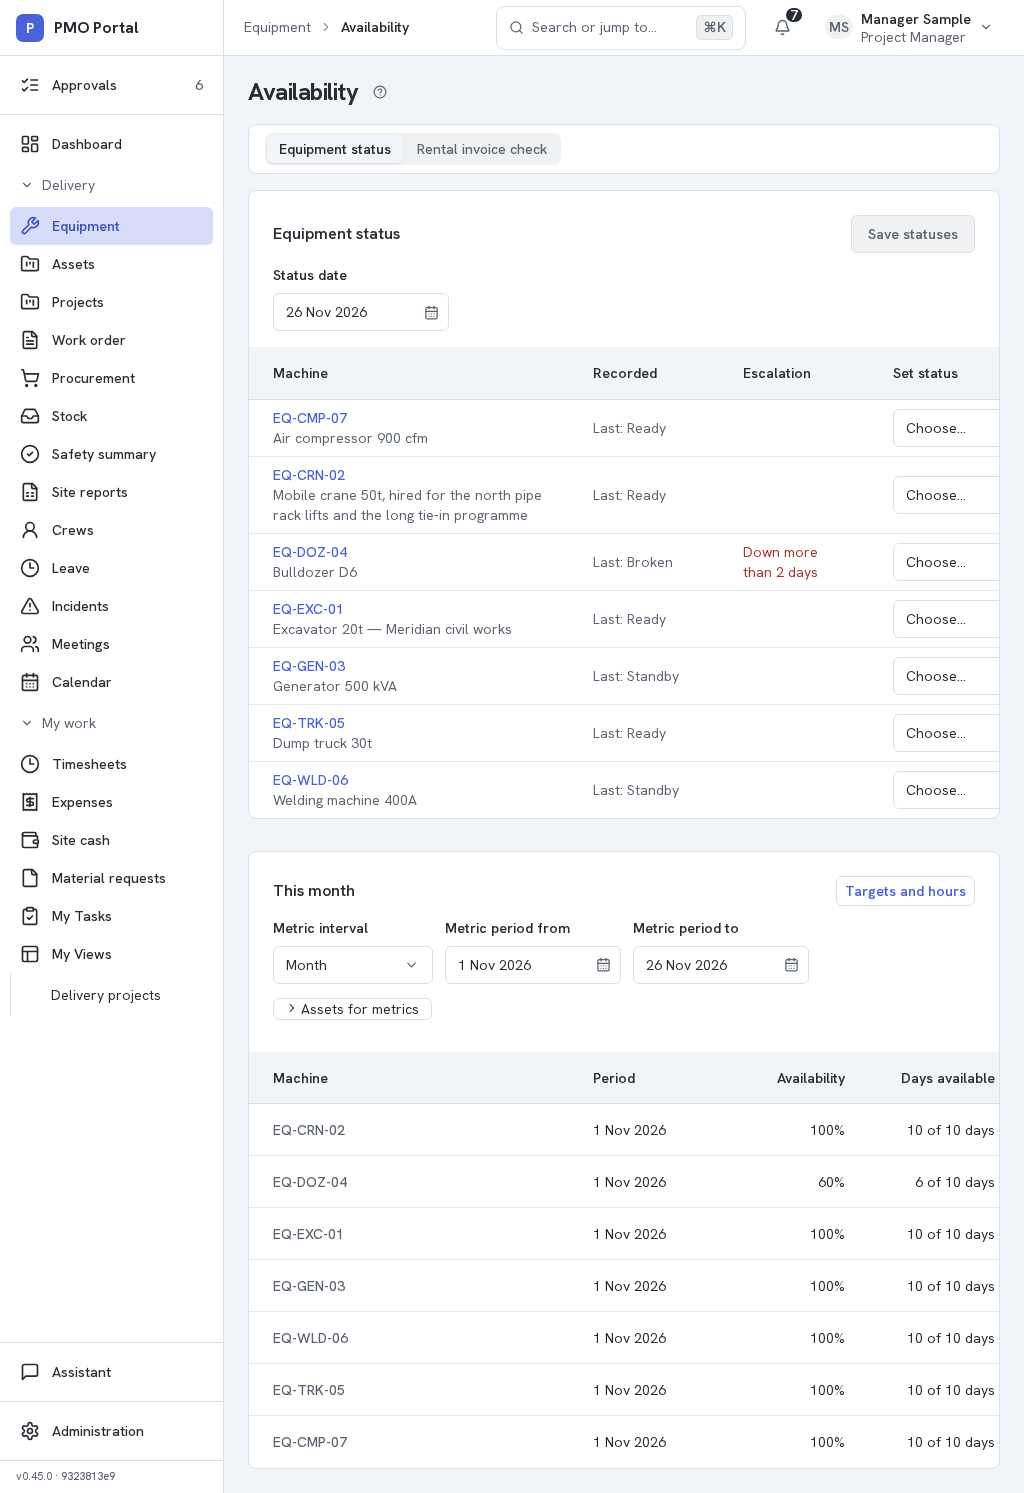 P PMO Portal
Equipment > Availability
Search or jump to...
⌘K
7
MS
Manager Sample
Project Manager
Approvals 6
Dashboard
Delivery
Equipment
Assets
Projects
Work order
Procurement
Stock
Safety summary
Site reports
Crews
Leave
Incidents
Meetings
Calendar
My work
Timesheets
Expenses
Site cash
Material requests
My Tasks
My Views
Delivery projects
Assistant
Administration
v0.45.0 · 9323813e9
Availability
Equipment status Rental invoice check
Equipment status
Save statuses
Status date
26 Nov 2026
Machine Recorded Escalation Set status
EQ-CMP-07
Air compressor 900 cfm
Last: Ready
Choose...
EQ-CRN-02
Mobile crane 50t, hired for the north pipe
rack lifts and the long tie-in programme
Last: Ready
Choose...
EQ-DOZ-04
Bulldozer D6
Last: Broken
Down more
than 2 days
Choose...
EQ-EXC-01
Excavator 20t — Meridian civil works
Last: Ready
Choose...
EQ-GEN-03
Generator 500 kVA
Last: Standby
Choose...
EQ-TRK-05
Dump truck 30t
Last: Ready
Choose...
EQ-WLD-06
Welding machine 400A
Last: Standby
Choose...
This month
Targets and hours
Metric interval Metric period from Metric period to
Month 1 Nov 2026 26 Nov 2026
Assets for metrics
Machine Period Availability Days available
EQ-CRN-02 1 Nov 2026 100% 10 of 10 days
EQ-DOZ-04 1 Nov 2026 60% 6 of 10 days
EQ-EXC-01 1 Nov 2026 100% 10 of 10 days
EQ-GEN-03 1 Nov 2026 100% 10 of 10 days
EQ-WLD-06 1 Nov 2026 100% 10 of 10 days
EQ-TRK-05 1 Nov 2026 100% 10 of 10 days
EQ-CMP-07 1 Nov 2026 100% 10 of 10 days